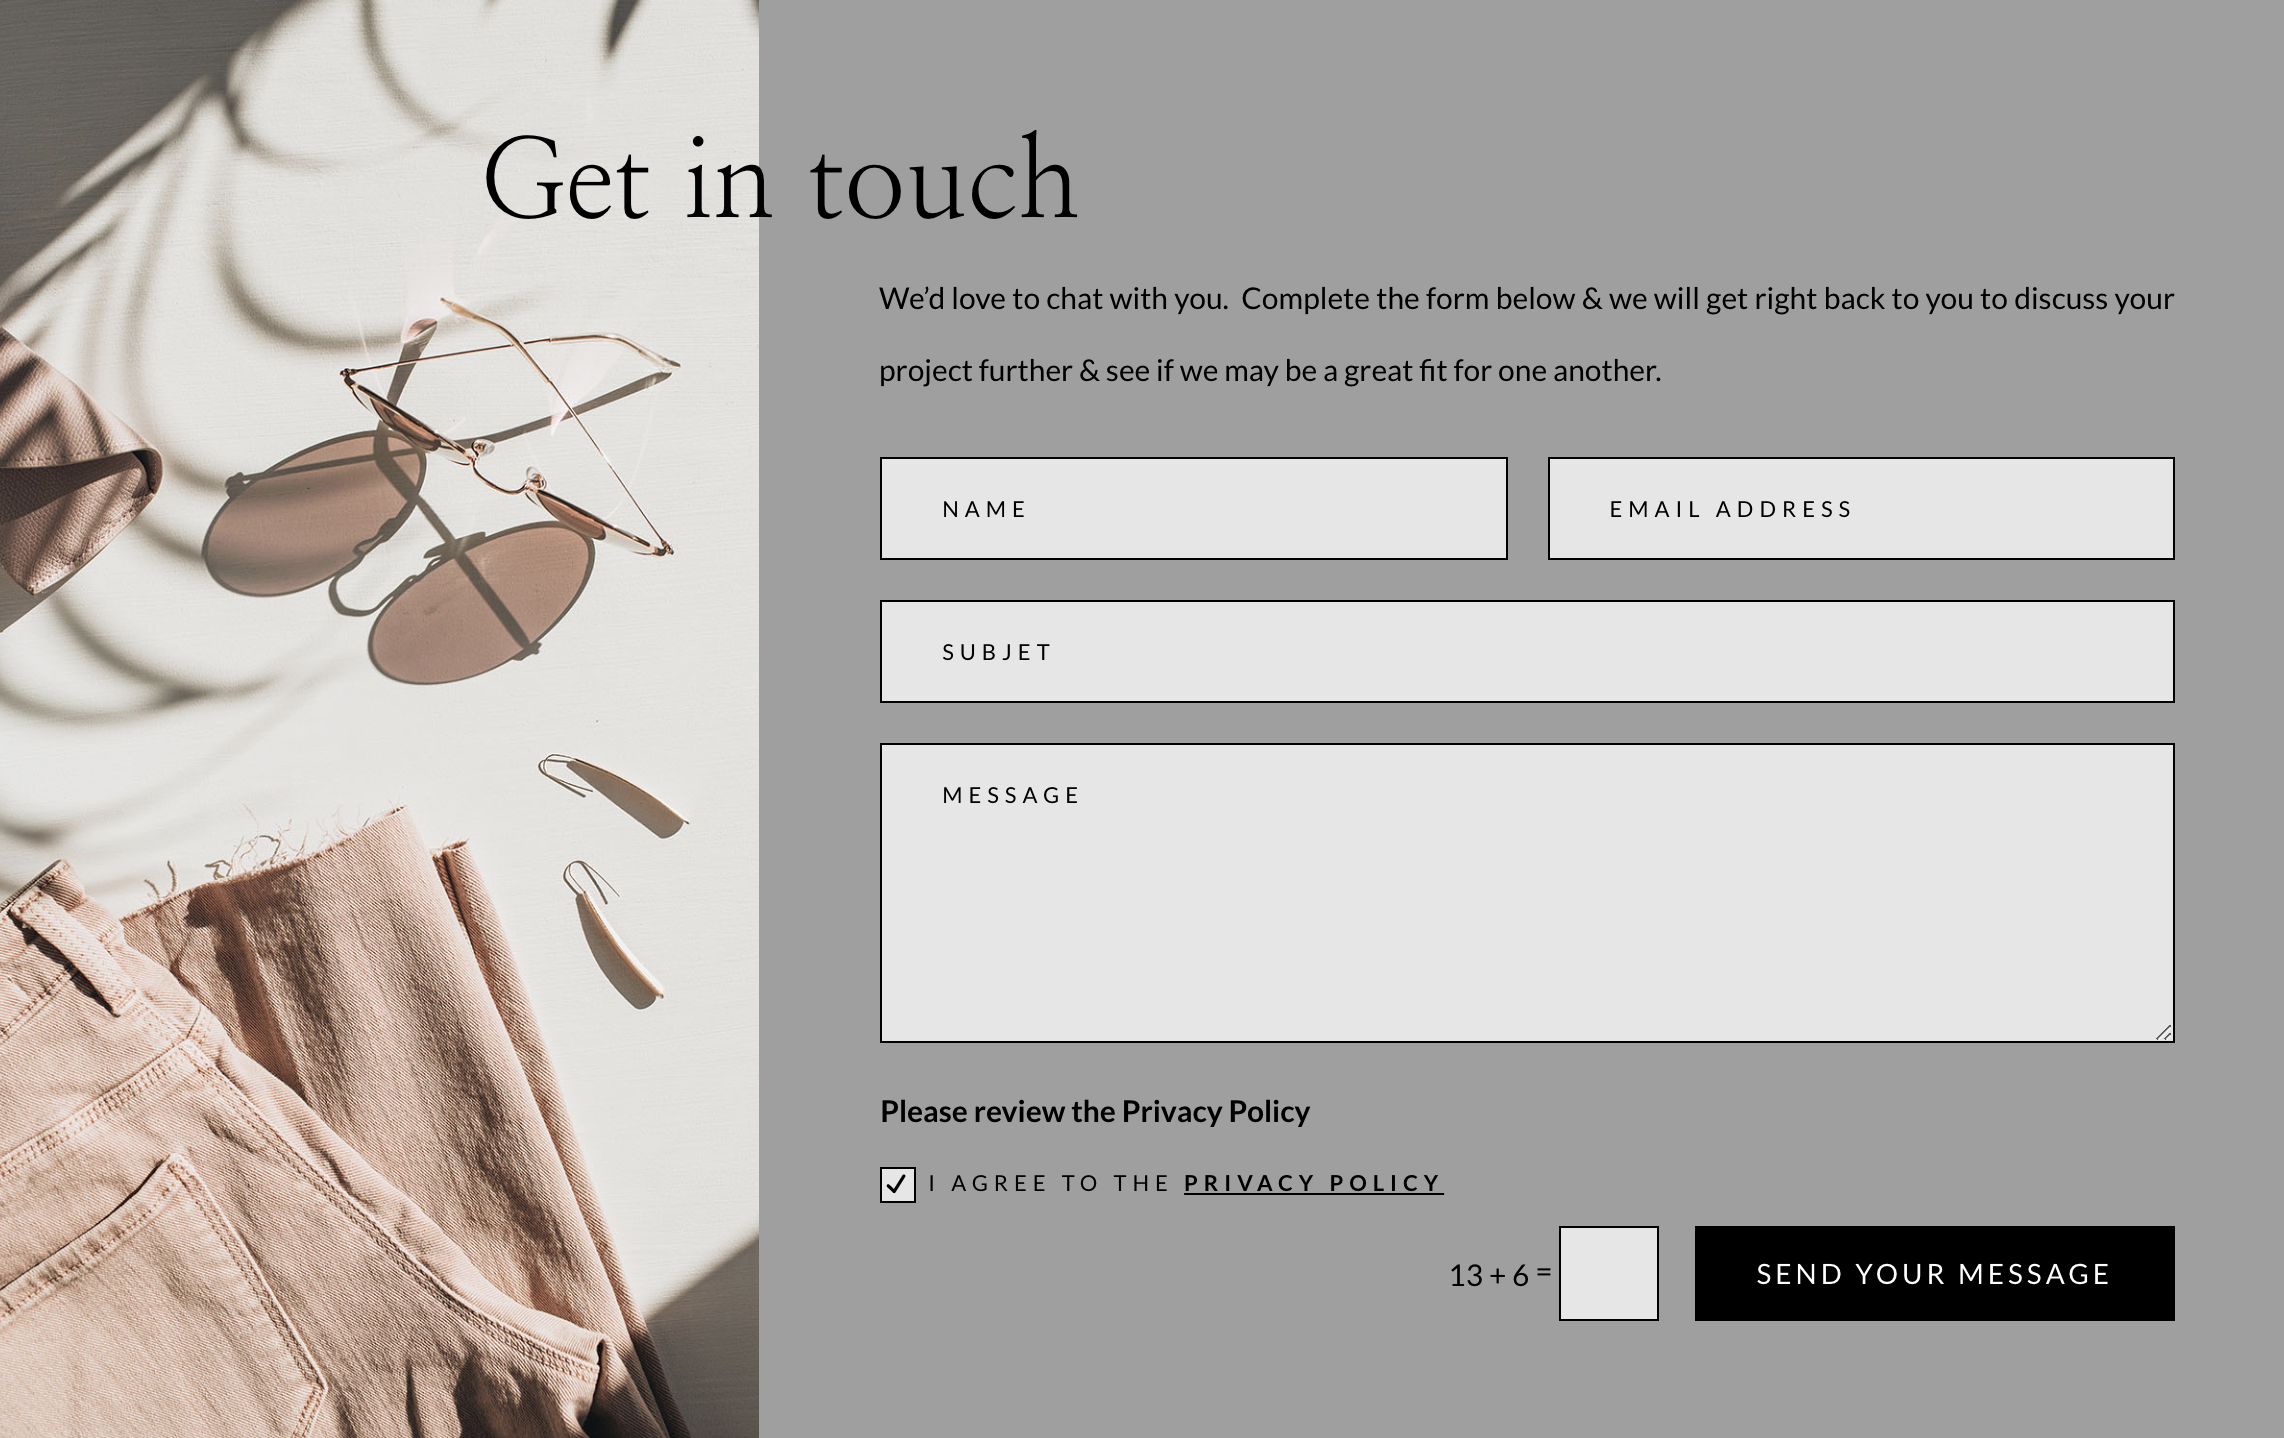 Get in touch
We’d love to chat with you.  Complete the form below & we will get right back to you to discuss your
project further & see if we may be a great fit for one another.
NAME
EMAIL ADDRESS
SUBJET
MESSAGE
Please review the Privacy Policy
I AGREE TO THE PRIVACY POLICY
13 + 6 =
SEND YOUR MESSAGE